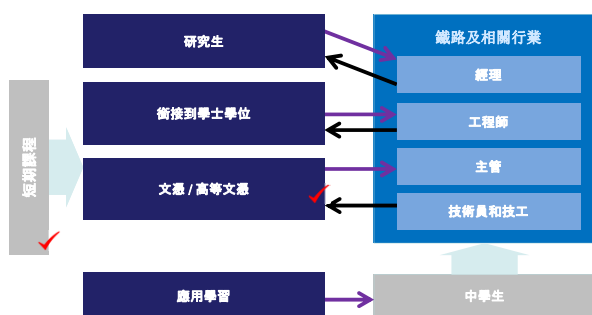 研究生
銜接到學士學位
文憑 / 高等文憑
應用學習
短期課程
鐵路及相關行業
經理
工程師
主管
技術員和技工
中學生